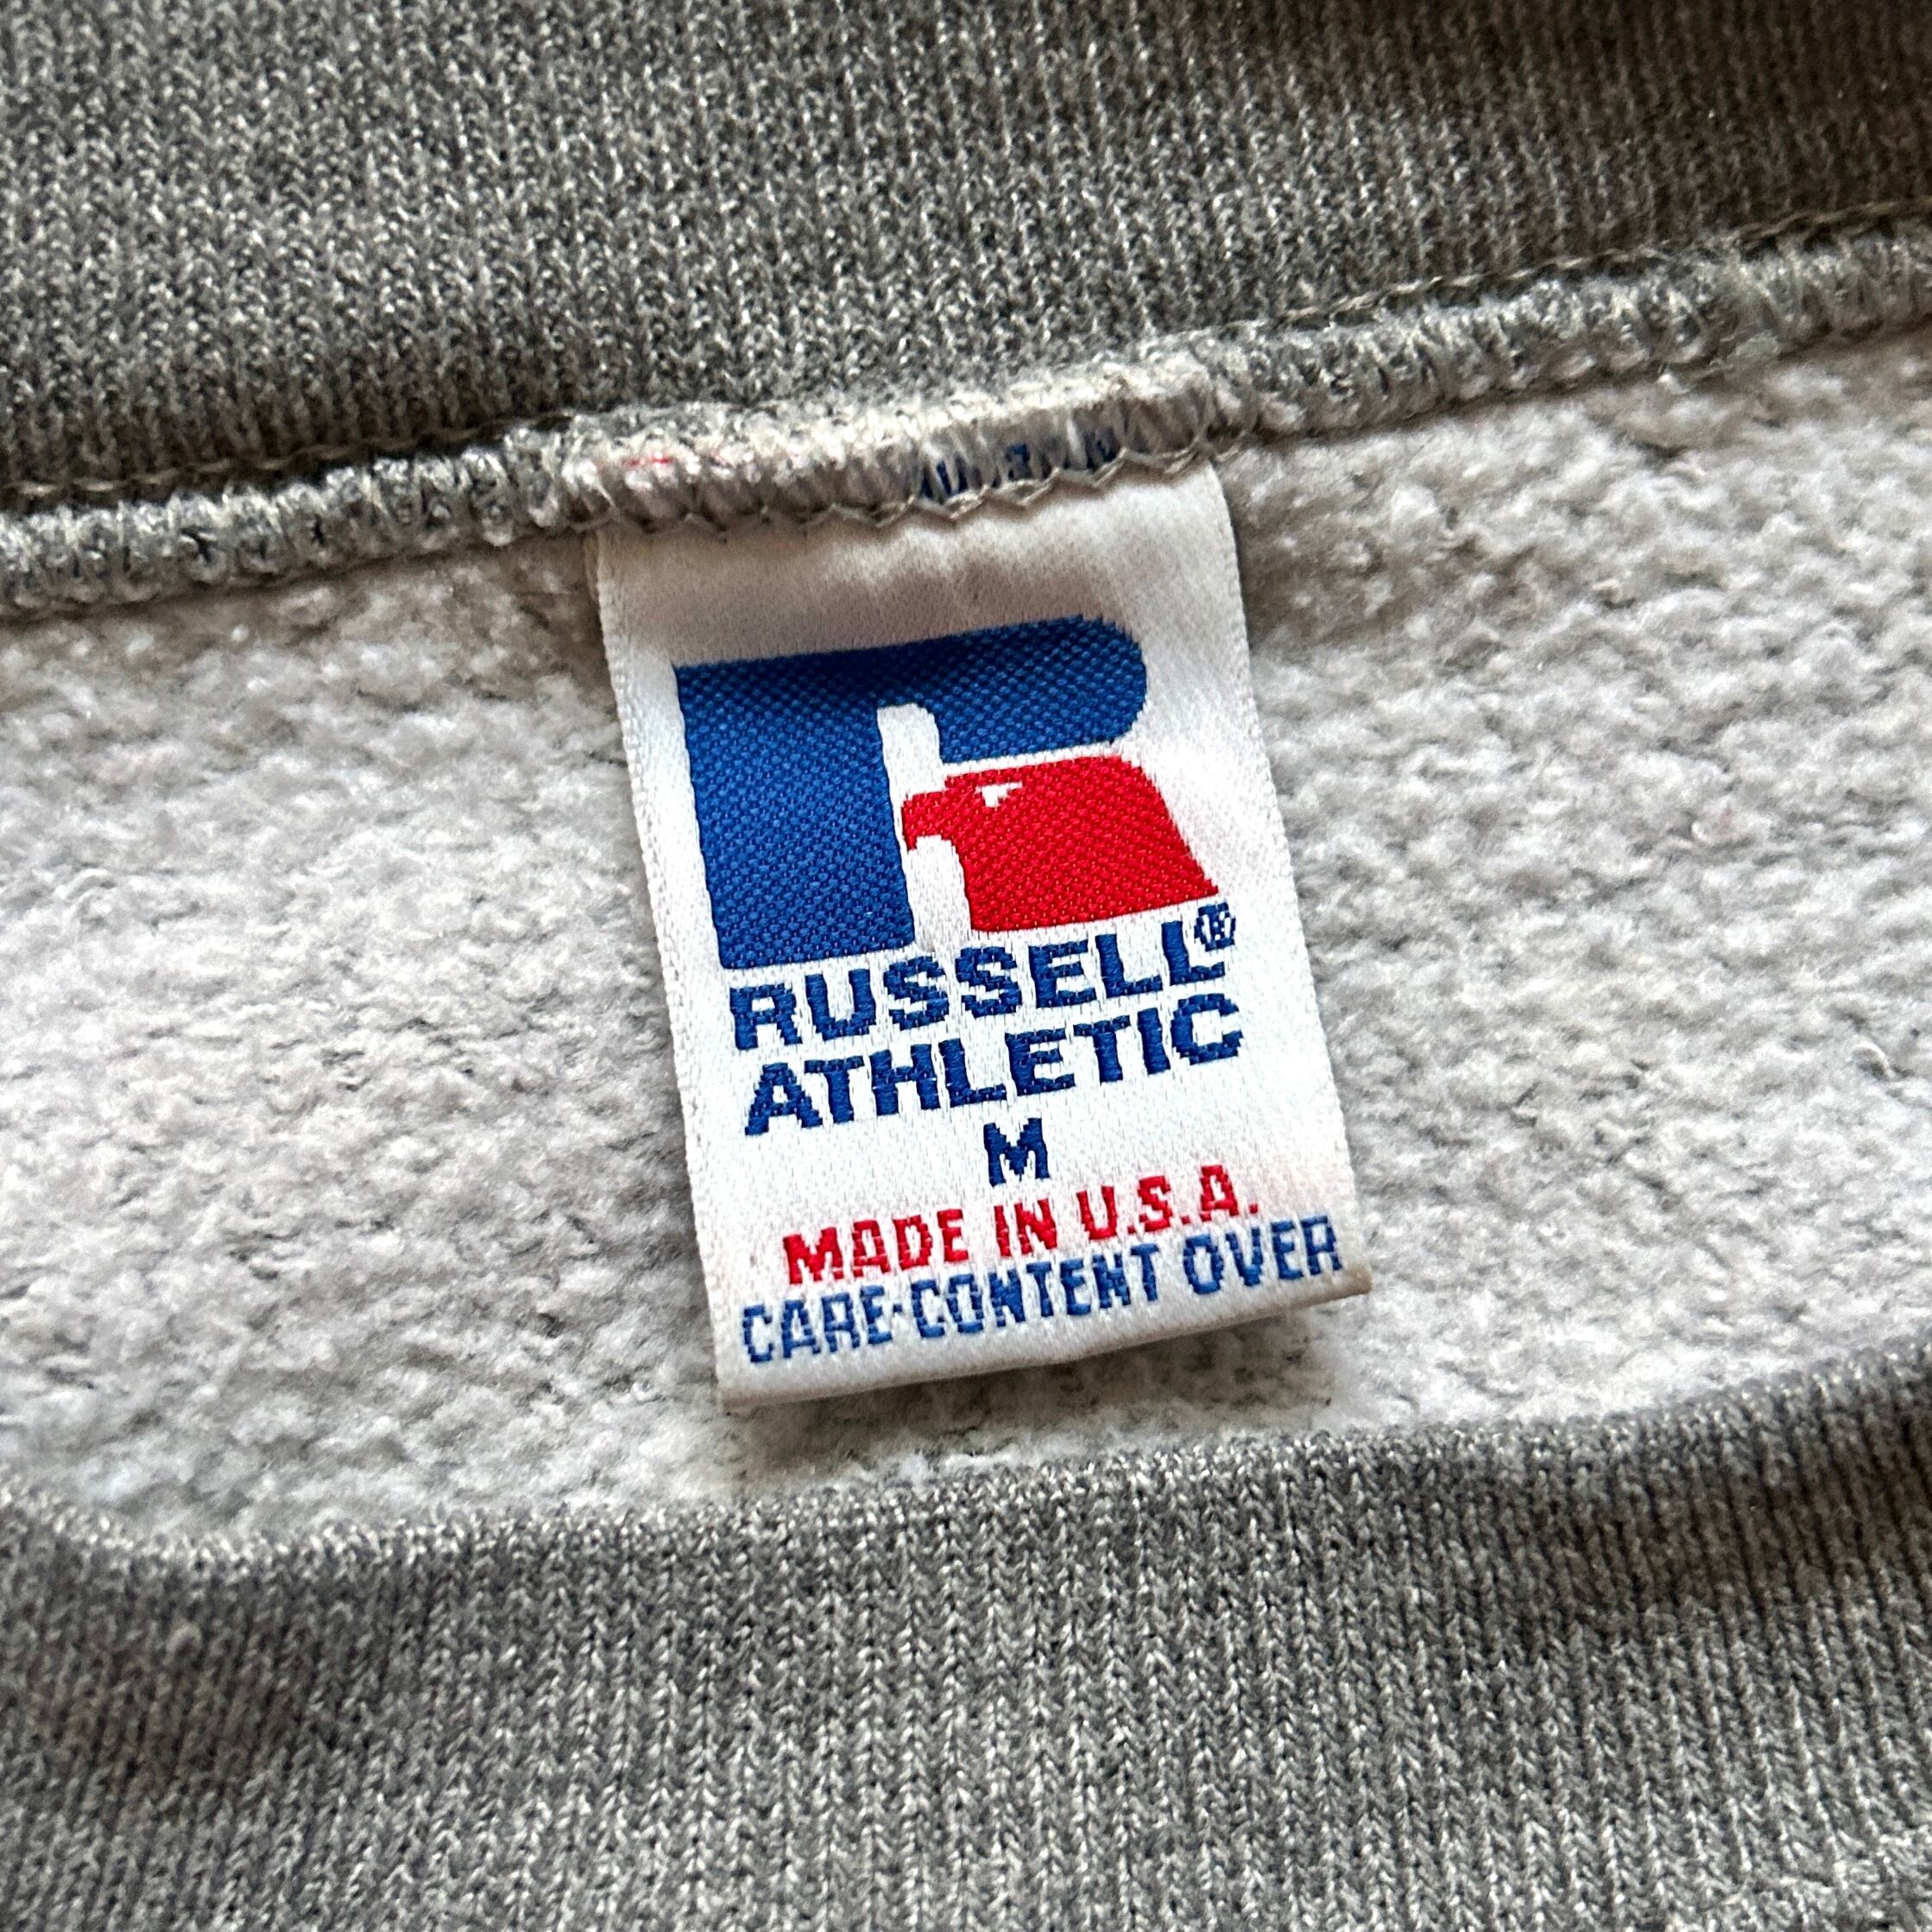 RUSSELL®
ATHLETIC
M
MADE IN U.S.A.
CARE-CONTENT OVER